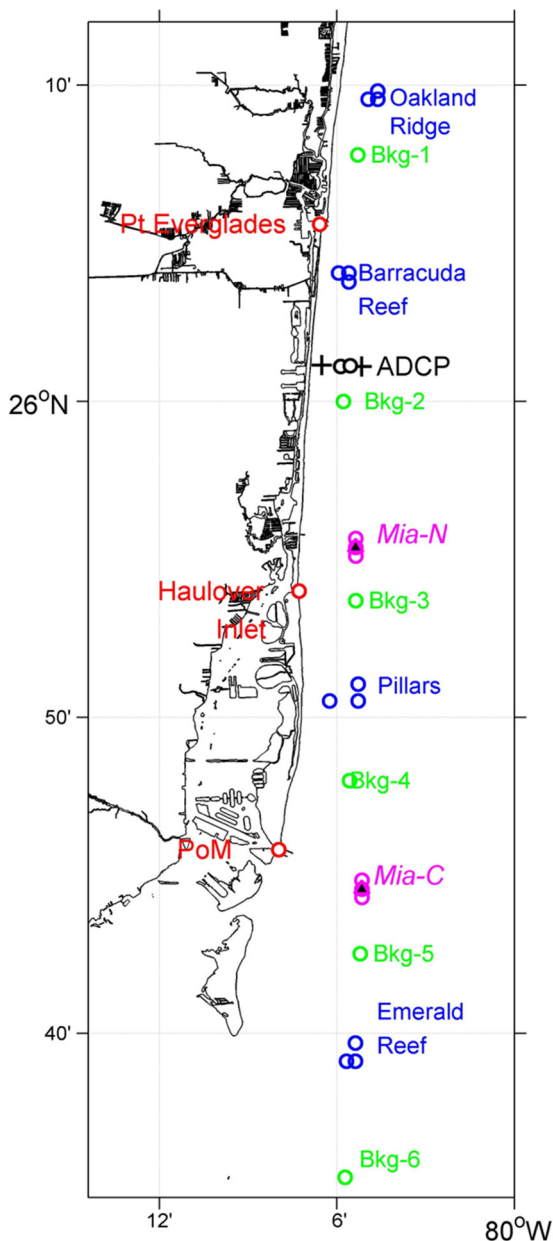 10'
Oakland
Ridge
Bkg-1
Pt Everglades
Barracuda
Reef
ADCP
26°N
Bkg-2
Mia-N
Haulover
Inlet
Bkg-3
Pillars
50'
Bkg-4
PoM
Mia-C
Bkg-5
Emerald
Reef
40'
Bkg-6
12'
6'
80°W